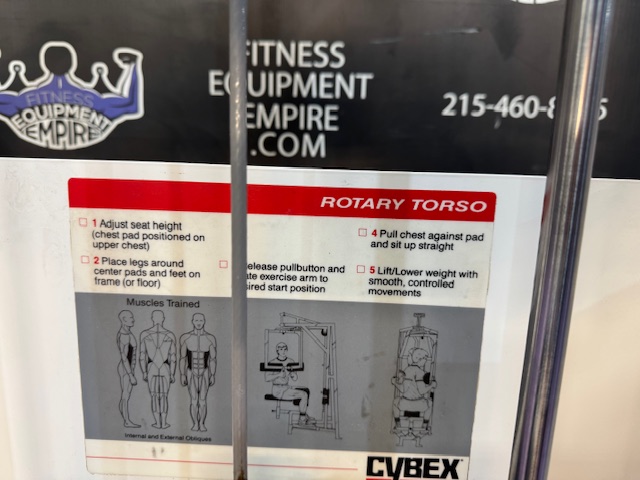 FITNESS
EQUIPMENT
EMPIRE
FITNESS
EQUIPMENT
EMPIRE
.COM
215-460-
ROTARY TORSO
1 Adjust seat height
(chest pad positioned on
upper chest)
2 Place legs around
center pads and feet on
frame (or floor)
elease pullbutton and
ate exercise arm to
ired start position
4 Pull chest against pad
and sit up straight
5 Lift/Lower weight with
smooth, controlled
movements
Muscles Trained
Internal and External Obliques
CYBEX